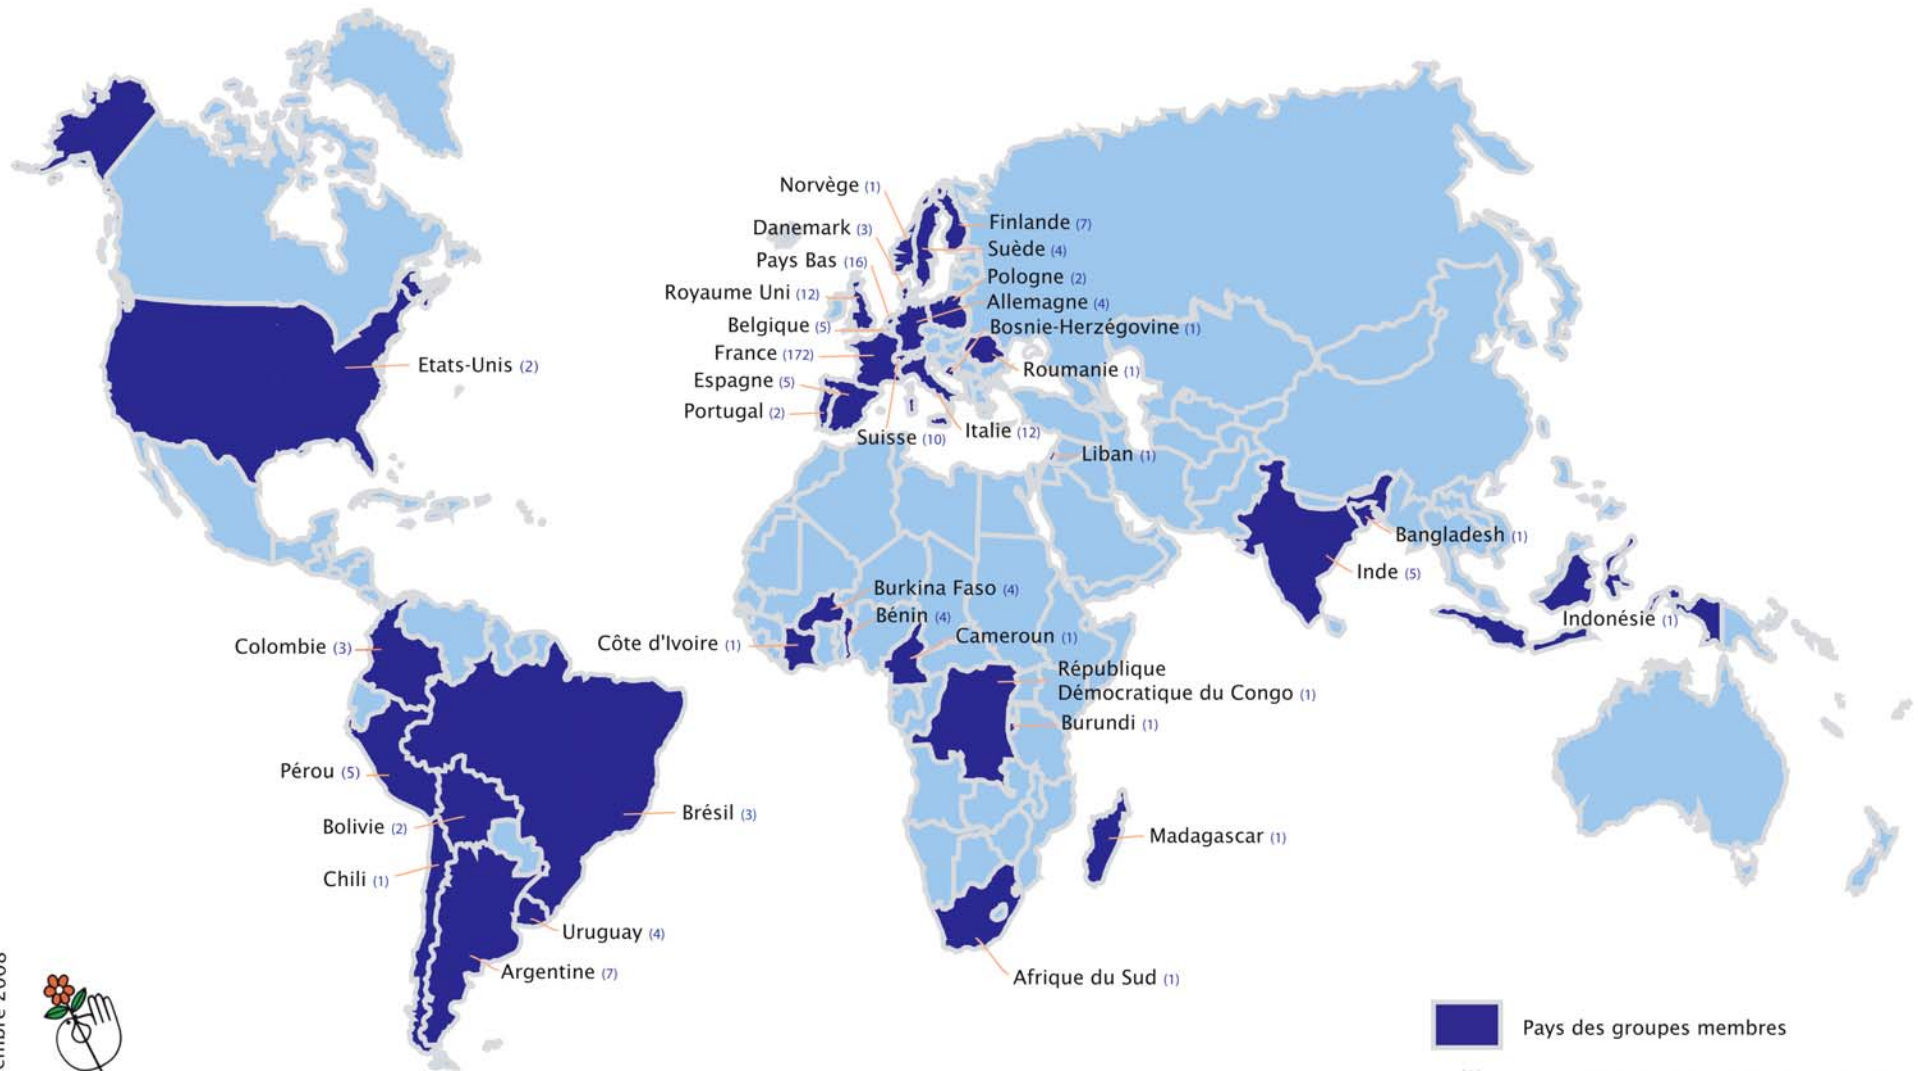 Norvège (1)
Danemark (3)
Pays Bas (16)
Royaume Uni (12)
Belgique (5)
France (172)
Espagne (5)
Portugal (2)
Suisse (10)
Italie (12)
Finlande (7)
Suède (4)
Pologne (2)
Allemagne (4)
Bosnie-Herzégovine (1)
Roumanie (1)
Liban (1)
Etats-Unis (2)
Bangladesh (1)
Inde (5)
Indonésie (1)
Burkina Faso (4)
Bénin (4)
Côte d'Ivoire (1)
Cameroun (1)
République
Démocratique du Congo (1)
Burundi (1)
Madagascar (1)
Afrique du Sud (1)
Colombie (3)
Pérou (5)
Bolivie (2)
Brésil (3)
Chili (1)
Uruguay (4)
Argentine (7)
2008
Pays des groupes membres